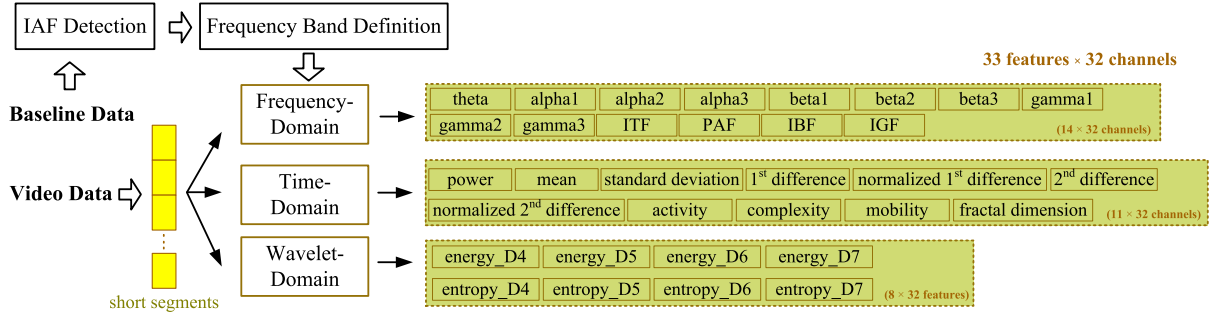 IAF Detection
Frequency Band Definition
33 features × 32 channels
Baseline Data
Frequency-
Domain
theta alpha1 alpha2 alpha3 beta1 beta2 beta3 gamma1
gamma2 gamma3 ITF PAF IBF IGF
(14 × 32 channels)
Video Data
Time-
Domain
power mean standard deviation 1st difference normalized 1st difference 2nd difference
normalized 2nd difference activity complexity mobility fractal dimension
(11 × 32 channels)
Wavelet-
Domain
energy_D4 energy_D5 energy_D6 energy_D7
entropy_D4 entropy_D5 entropy_D6 entropy_D7
(8 × 32 features)
short segments